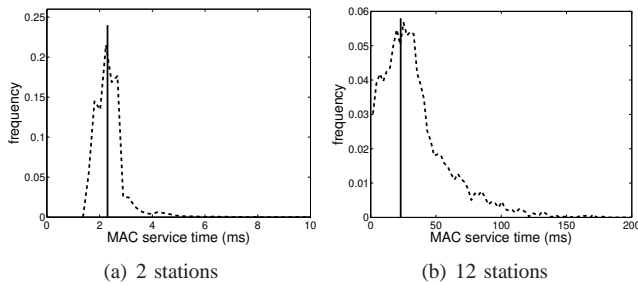 0.25
0.2
0.15
0.1
0.05
0
frequency
0 2 4 6 8 10
MAC service time (ms)
(a) 2 stations
0.06
0.05
0.04
0.03
0.02
0.01
0
frequency
0 50 100 150 200
MAC service time (ms)
(b) 12 stations